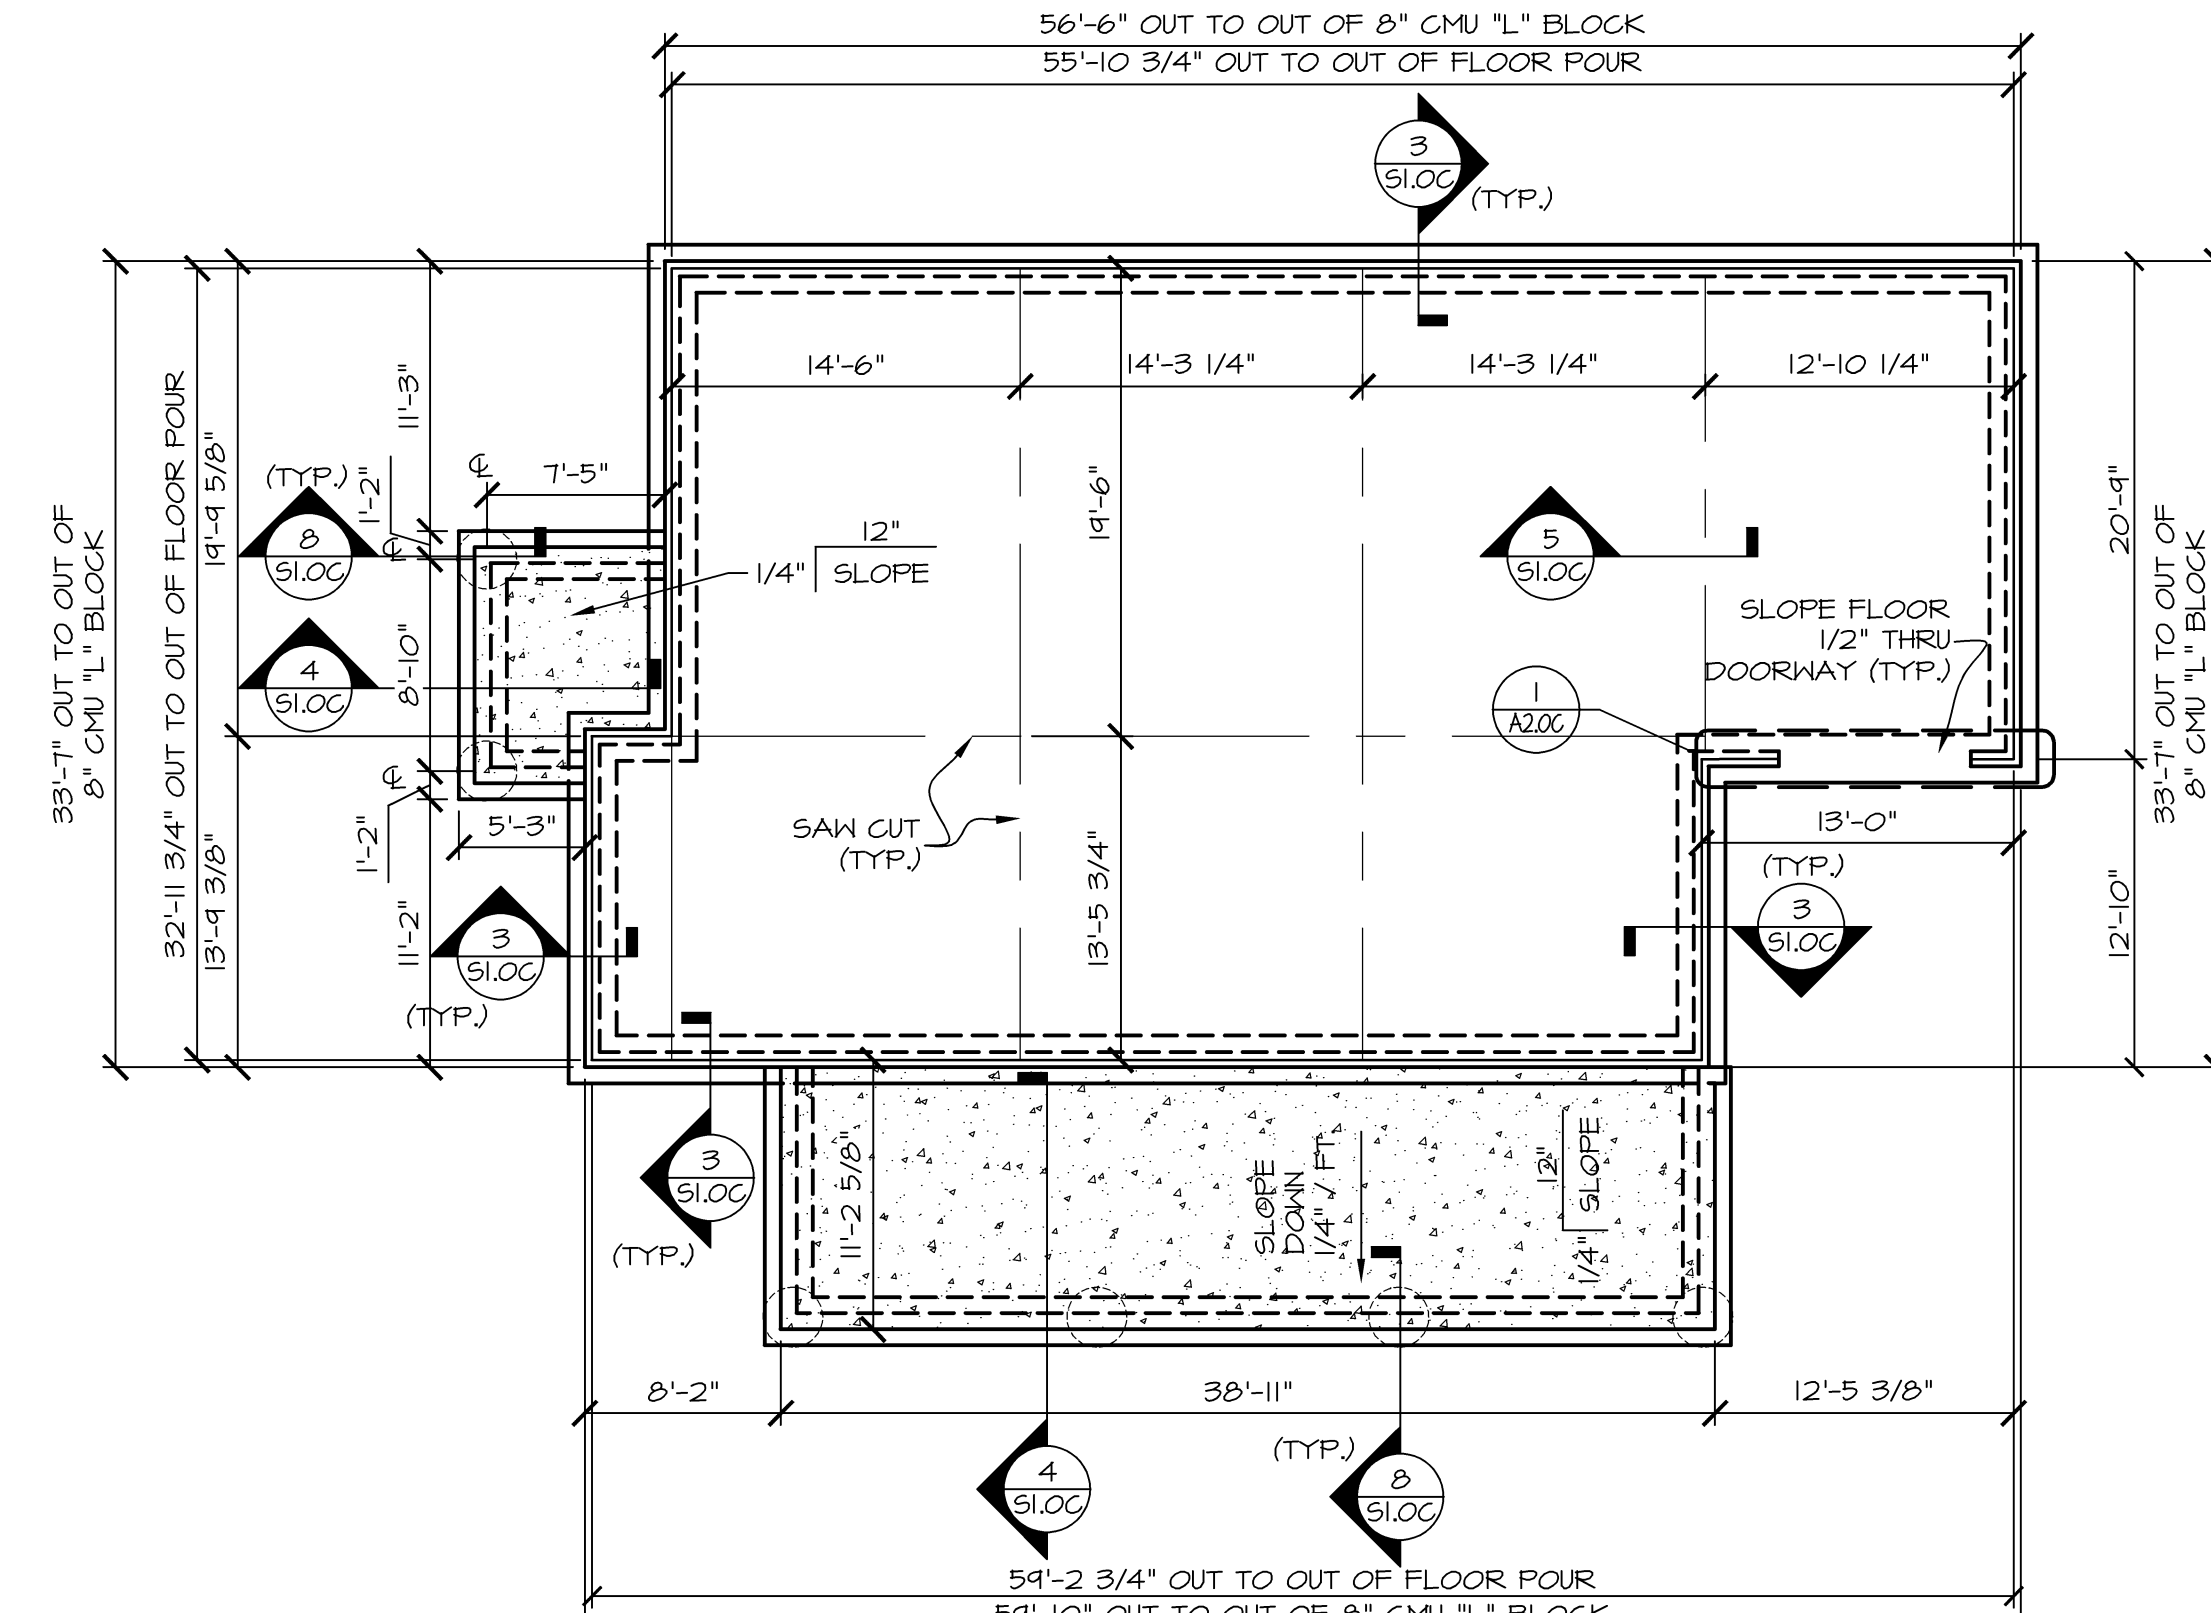 56'-6" OUT TO OUT OF 8" CMU "L" BLOCK
55'-10 3/4" OUT TO OUT OF FLOOR POUR
3
S1.0C
(TYP.)
14'-6"
14'-3 1/4"
14'-3 1/4"
12'-10 1/4"
33'-7" OUT TO OUT OF
8" CMU "L" BLOCK
32'-11 3/4" OUT TO OUT OF FLOOR POUR
19'-9 5/8"
13'-9 3/8"
11'-3"
1'-2"
8'-10"
1'-2"
11'-2"
(TYP.)
8
S1.0C
4
S1.0C
℄
7'-5"
℄
℄
5'-3"
12"
1/4" SLOPE
19'-6"
13'-5 3/4"
5
S1.0C
SLOPE FLOOR
1/2" THRU
DOORWAY (TYP.)
1
A2.0C
20'-9"
12'-10"
33'-7" OUT TO OUT OF
8" CMU "L" BLOCK
SAW CUT
(TYP.)
13'-0"
(TYP.)
3
S1.0C
3
S1.0C
(TYP.)
3
S1.0C
(TYP.)
11'-2 5/8"
SLOPE
DOWN
1/4" / FT.
12"
1/4" SLOPE
8'-2"
38'-11"
12'-5 3/8"
4
S1.0C
(TYP.)
8
S1.0C
59'-2 3/4" OUT TO OUT OF FLOOR POUR
59'-10" OUT TO OUT OF 8" CMU "L" BLOCK